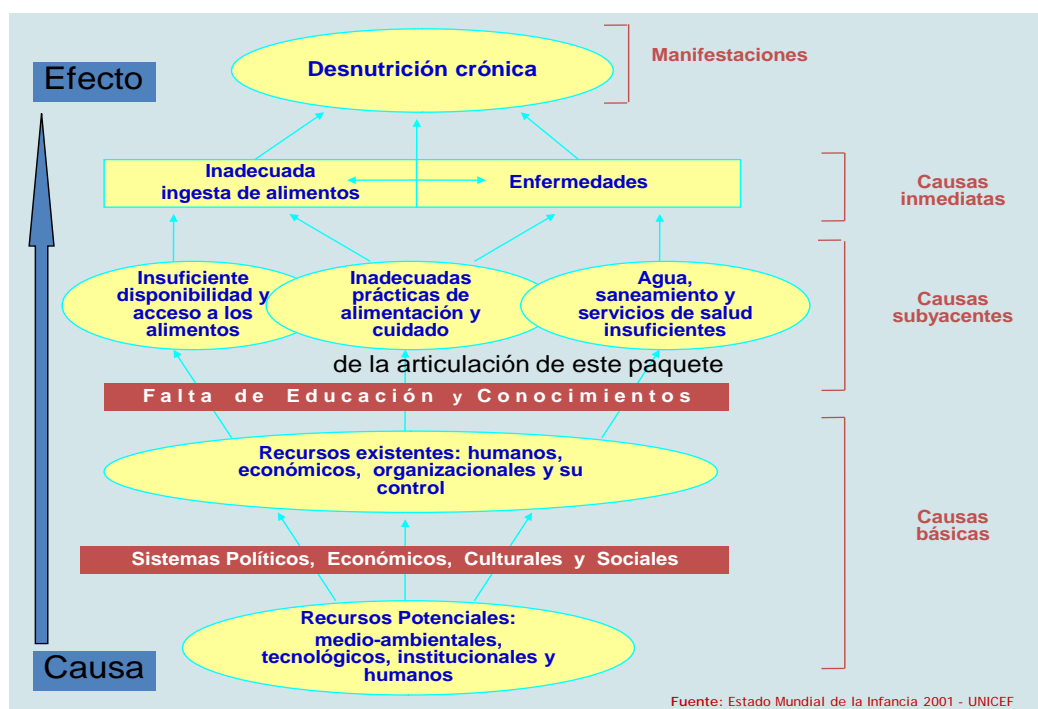 Desnutrición crónica
Manifestaciones
Efecto
Inadecuada
ingesta de alimentos
Enfermedades
Causas
inmediatas
Insuficiente
disponibilidad y
acceso a los
alimentos
Inadecuadas
prácticas de
alimentación y
cuidado
Agua,
saneamiento y
servicios de salud
insuficientes
Causas
subyacentes
de la articulación de este paquete
Falta de Educación y Conocimientos
Recursos existentes: humanos,
económicos, organizacionales y su
control
Causas
básicas
Sistemas Políticos, Económicos, Culturales y Sociales
Recursos Potenciales:
medio-ambientales,
tecnológicos, institucionales y
humanos
Causa
Fuente: Estado Mundial de la Infancia 2001 - UNICEF